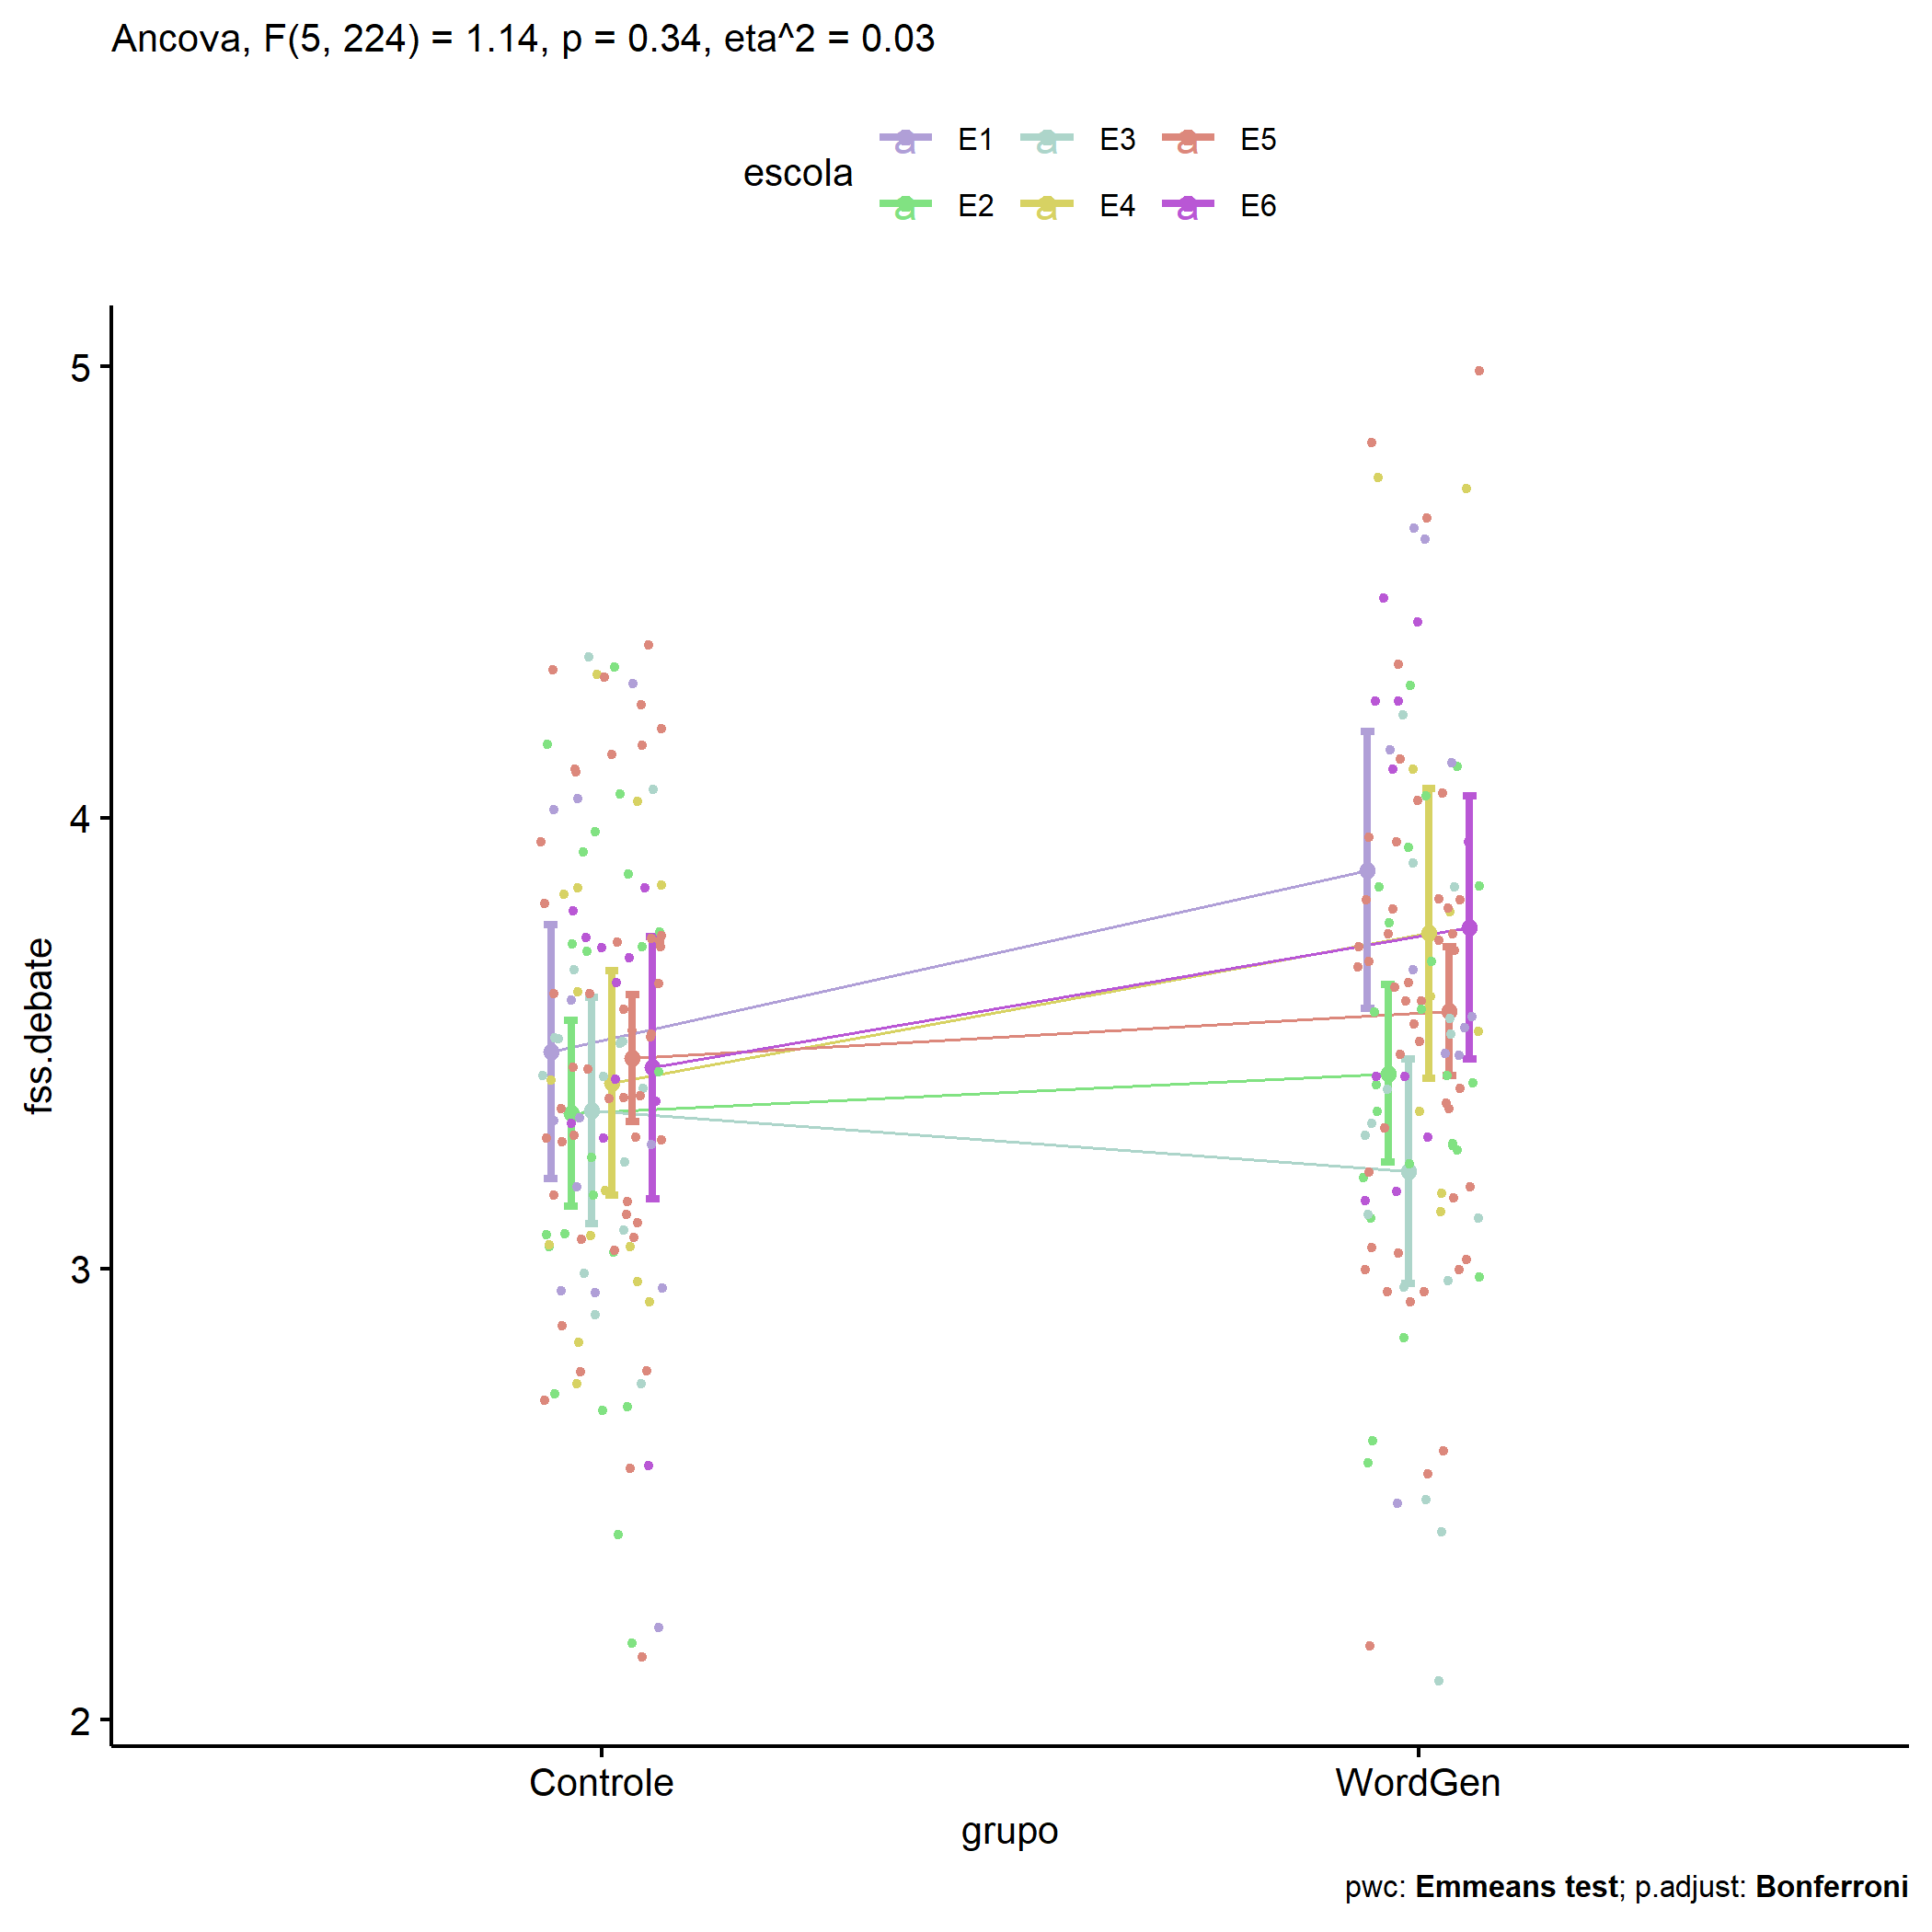 Ancova, F(5, 224) = 1.14, p = 0.34, eta^2 = 0.03
escola
a E1 a E3 a E5
a E2 a E4 a E6
fss.debate
5
4
3
2
Controle WordGen
grupo
pwc: Emmeans test; p.adjust: Bonferroni